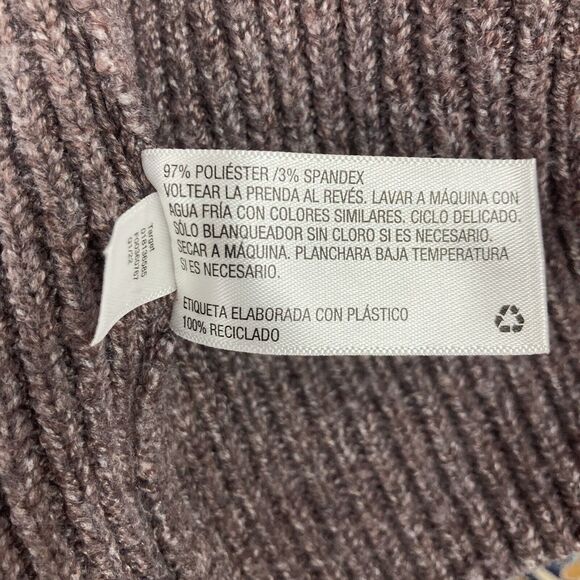 97% POLIÉSTER /3% SPANDEX
VOLTEAR LA PRENDA AL REVÉS. LAVAR A MÁQUINA CON
AGUA FRÍA CON COLORES SIMILARES. CICLO DELICADO.
SÓLO BLANQUEADOR SIN CLORO SI ES NECESARIO.
SECAR A MÁQUINA. PLANCHARA BAJA TEMPERATURA
SI ES NECESARIO.
ETIQUETA ELABORADA CON PLÁSTICO
100% RECICLADO
Target